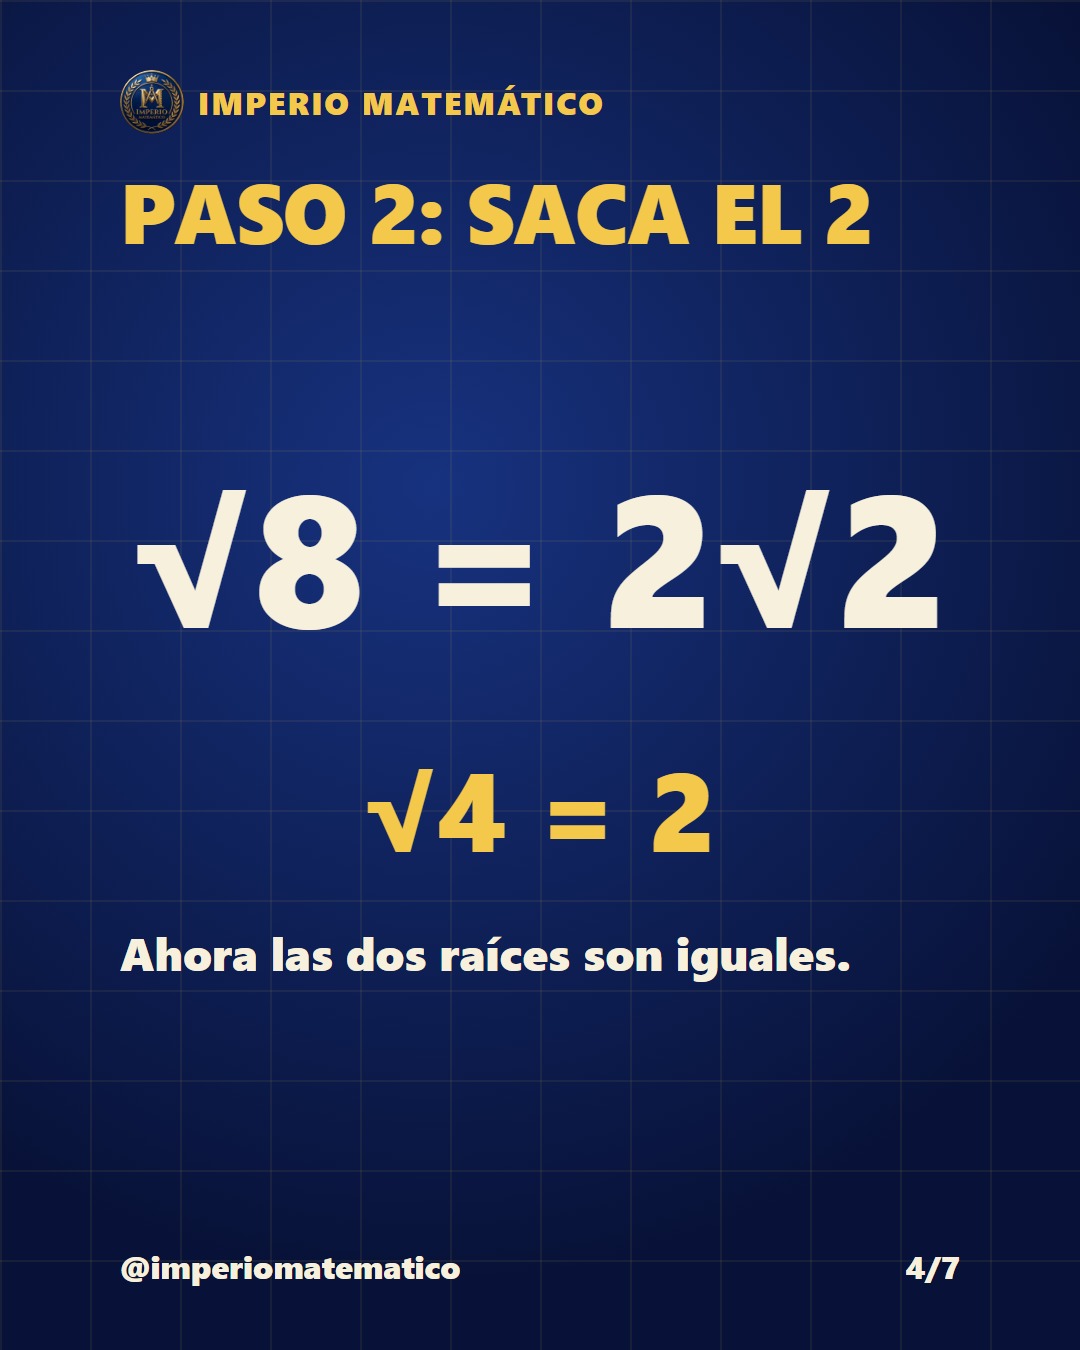 IMPERIO MATEMÁTICO
PASO 2: SACA EL 2
√8 = 2√2
√4 = 2
Ahora las dos raíces son iguales.
@imperiomatematico
4/7